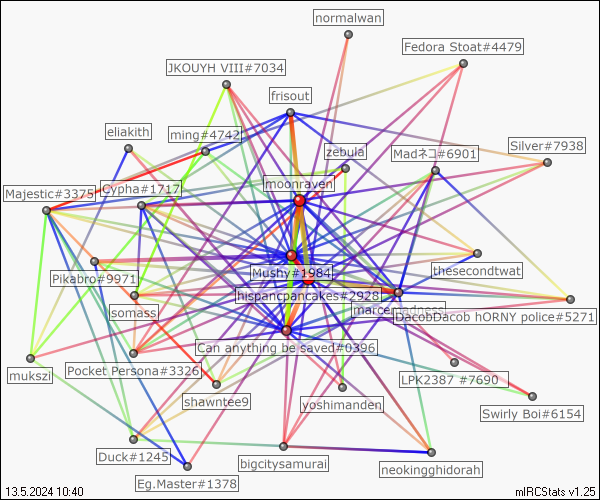 normalwan
Fedora Stoat#4479
JKOUYH VIII#7034
frisout
eliakith
ming#4742
zebula
Madネコ#6901
Silver#7938
moonraven
Majestic#3375
Cypha#1717
thesecondtwat
Mushy#1984
Pikabro#9971
hispancpancakes#2928
somass
marcemadness
DacobDacob hORNY police#5271
Can anything be saved#0396
mukszi
Pocket Persona#3326
LPK2387 #7690
shawntee9
yoshimanden
Swirly Boi#6154
Duck#1245
bigcitysamurai
neokingghidorah
Eg.Master#1378
13.5.2024 10:40
mIRCStats v1.25